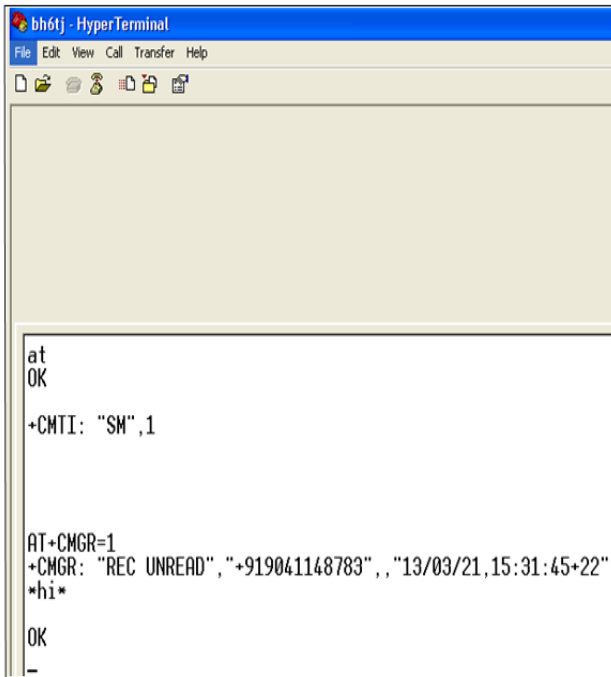 bh6tj - HyperTerminal
File Edit View Call Transfer Help
at
OK
+CMTI: "SM",1
AT+CMGR=1
+CMGR: "REC UNREAD","+919041148783",,"13/03/21,15:31:45+22"
*hi*
OK